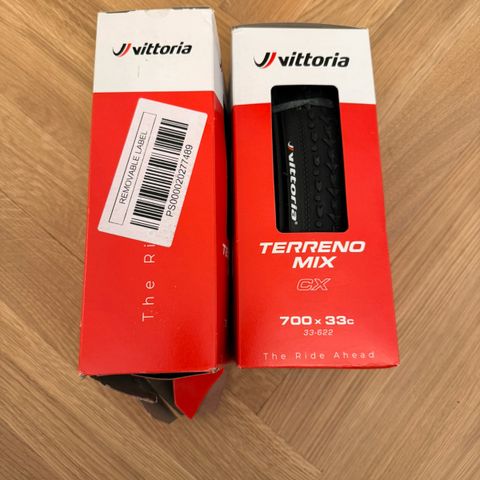 vittoria
REMOVABLE LABEL
PS000020277489
The Ri
vittoria
vittoria
TERRENO
MIX
CX
700 x 33c
33-622
The Ride Ahead